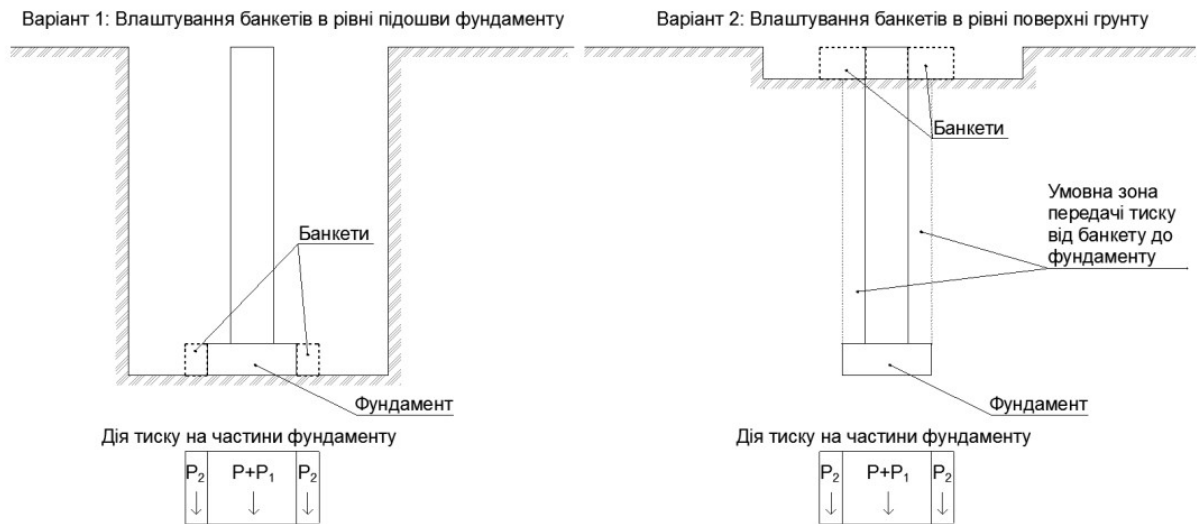 Варіант 1: Влаштування банкетів в рівні підошви фундаменту
Банкети
Фундамент
Дія тиску на частини фундаменту
P₂ P+P₁ P₂
Варіант 2: Влаштування банкетів в рівні поверхні грунту
Банкети
Умовна зона
передачі тиску
від банкету до
фундаменту
Фундамент
Дія тиску на частини фундаменту
P₂ P+P₁ P₂